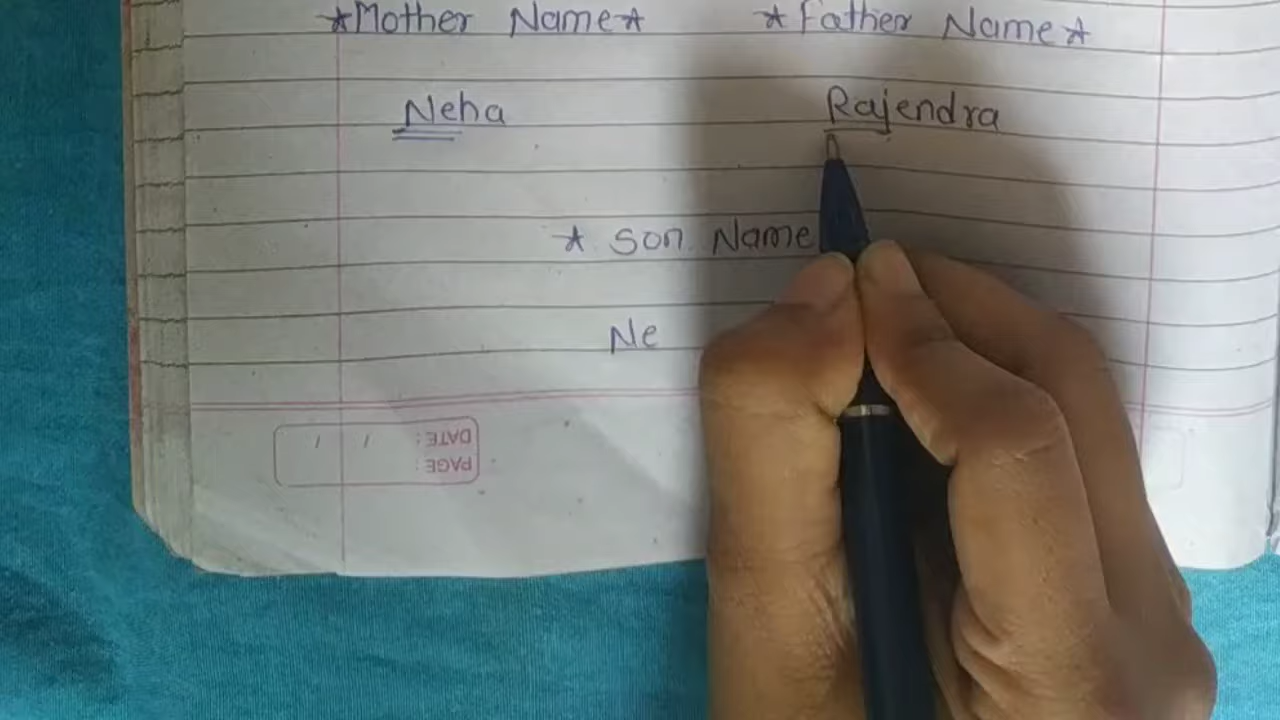 ★Mother Name★ ★Father Name★
Neha Rajendra
★ Son Name
Ne
DATE: / /
PAGE: